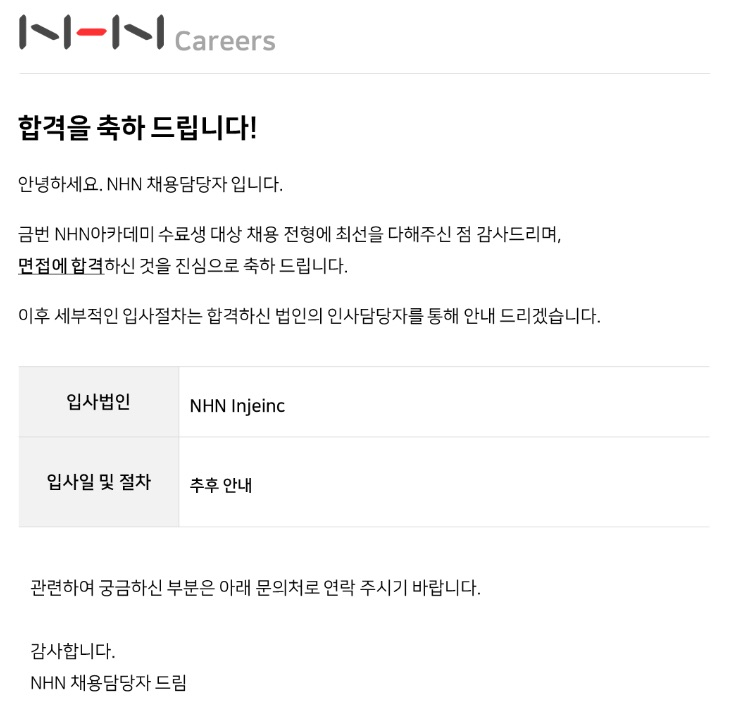 NHN Careers
합격을 축하 드립니다!
안녕하세요. NHN 채용담당자 입니다.
금번 NHN아카데미 수료생 대상 채용 전형에 최선을 다해주신 점 감사드리며,
면접에 합격하신 것을 진심으로 축하 드립니다.
이후 세부적인 입사절차는 합격하신 법인의 인사담당자를 통해 안내 드리겠습니다.
입사법인
NHN Injeinc
입사일 및 절차
추후 안내
관련하여 궁금하신 부분은 아래 문의처로 연락 주시기 바랍니다.
감사합니다.
NHN 채용담당자 드림